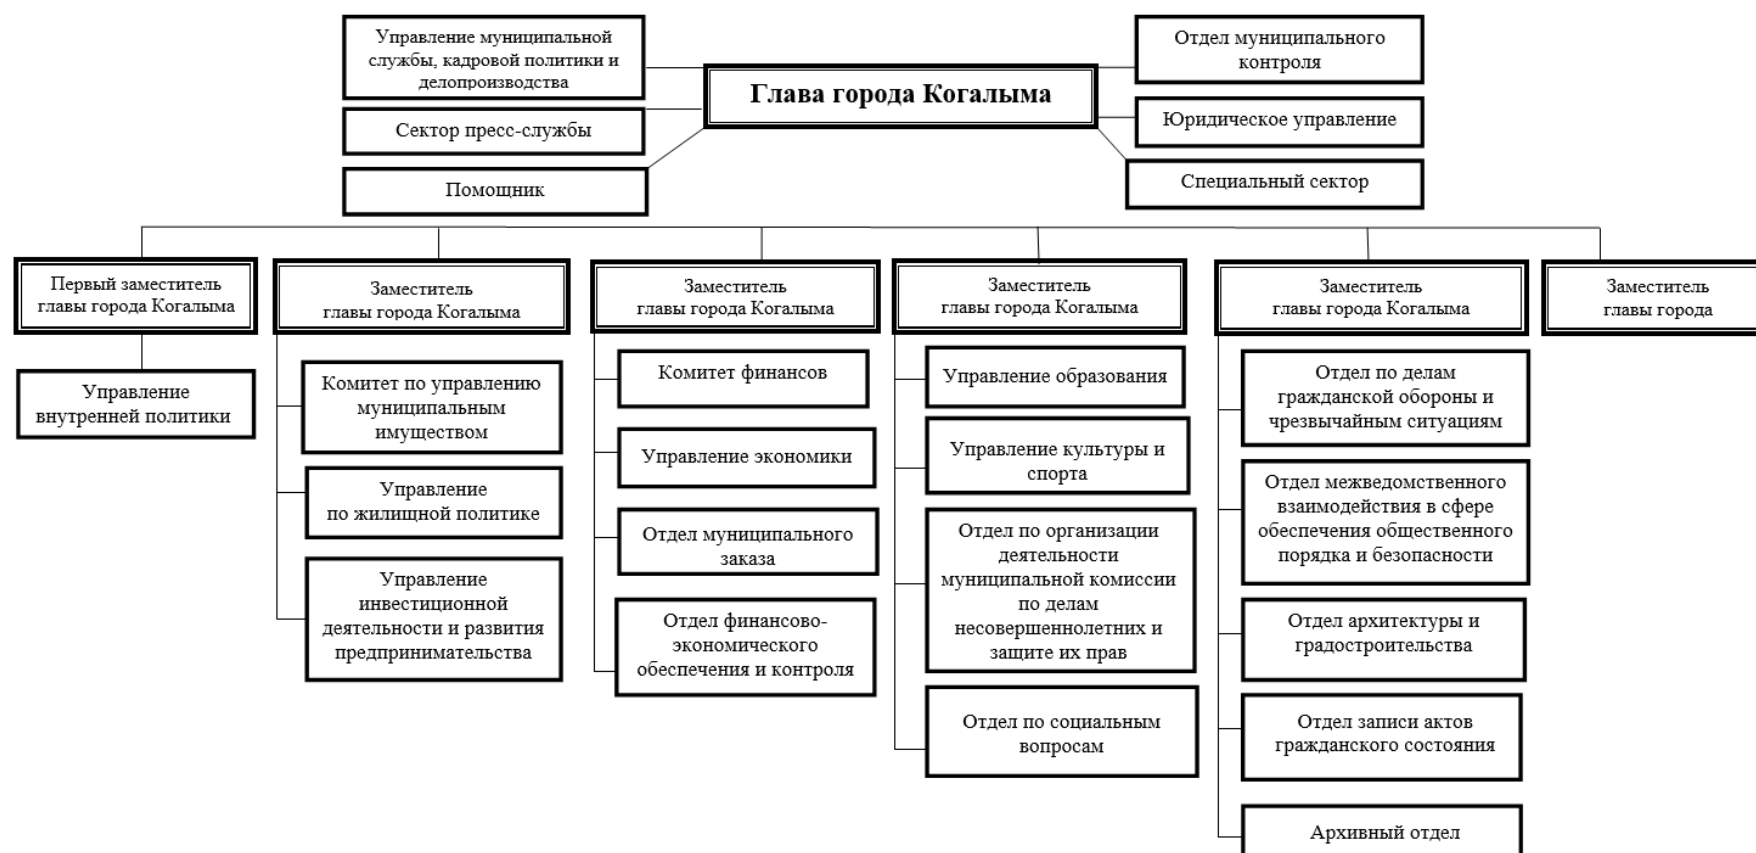 Управление муниципальной
службы, кадровой политики и
делопроизводства
Сектор пресс-службы
Помощник
Глава города Когалыма
Отдел муниципального
контроля
Юридическое управление
Специальный сектор
Первый заместитель
главы города Когалыма
Управление
внутренней политики
Заместитель
главы города Когалыма
Комитет по управлению
муниципальным
имуществом
Управление
по жилищной политике
Управление
инвестиционной
деятельности и развития
предпринимательства
Заместитель
главы города Когалыма
Комитет финансов
Управление экономики
Отдел муниципального
заказа
Отдел финансово-
экономического
обеспечения и контроля
Заместитель
главы города Когалыма
Управление образования
Управление культуры и
спорта
Отдел по организации
деятельности
муниципальной комиссии
по делам
несовершеннолетних и
защите их прав
Отдел по социальным
вопросам
Заместитель
главы города Когалыма
Отдел по делам
гражданской обороны и
чрезвычайным ситуациям
Отдел межведомственного
взаимодействия в сфере
обеспечения общественного
порядка и безопасности
Отдел архитектуры и
градостроительства
Отдел записи актов
гражданского состояния
Архивный отдел
Заместитель
главы города